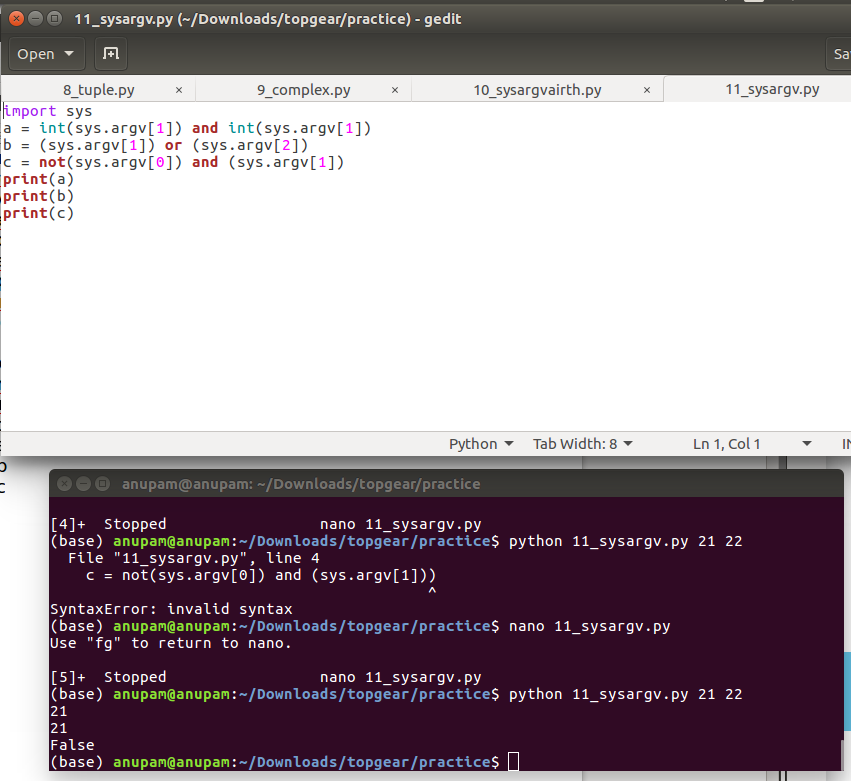 11_sysargv.py (~/Downloads/topgear/practice) - gedit
Open
8_tuple.py × 9_complex.py × 10_sysargvairth.py × 11_sysargv.py
import sys
a = int(sys.argv[1]) and int(sys.argv[1])
b = (sys.argv[1]) or (sys.argv[2])
c = not(sys.argv[0]) and (sys.argv[1])
print(a)
print(b)
print(c)
Python Tab Width: 8 Ln 1, Col 1
anupam@anupam: ~/Downloads/topgear/practice
[4]+  Stopped                 nano 11_sysargv.py
(base) anupam@anupam:~/Downloads/topgear/practice$ python 11_sysargv.py 21 22
  File "11_sysargv.py", line 4
    c = not(sys.argv[0]) and (sys.argv[1]))
                                          ^
SyntaxError: invalid syntax
(base) anupam@anupam:~/Downloads/topgear/practice$ nano 11_sysargv.py
Use "fg" to return to nano.
[5]+  Stopped                 nano 11_sysargv.py
(base) anupam@anupam:~/Downloads/topgear/practice$ python 11_sysargv.py 21 22
21
21
False
(base) anupam@anupam:~/Downloads/topgear/practice$